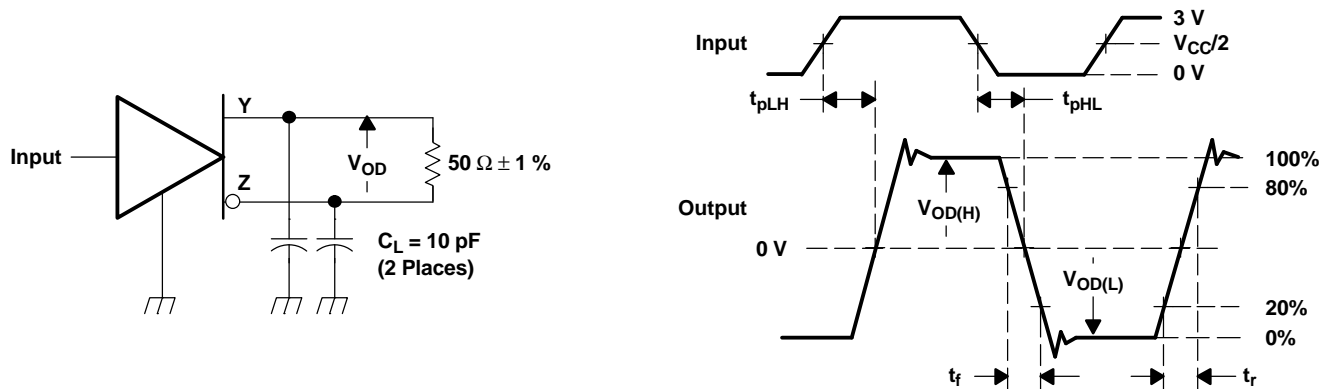 Input
Y
Z
V_OD
50 Ω ± 1 %
C_L = 10 pF
(2 Places)
Input
3 V
V_CC/2
0 V
t_pLH
t_pHL
Output
0 V
V_OD(H)
V_OD(L)
100%
80%
20%
0%
t_f
t_r